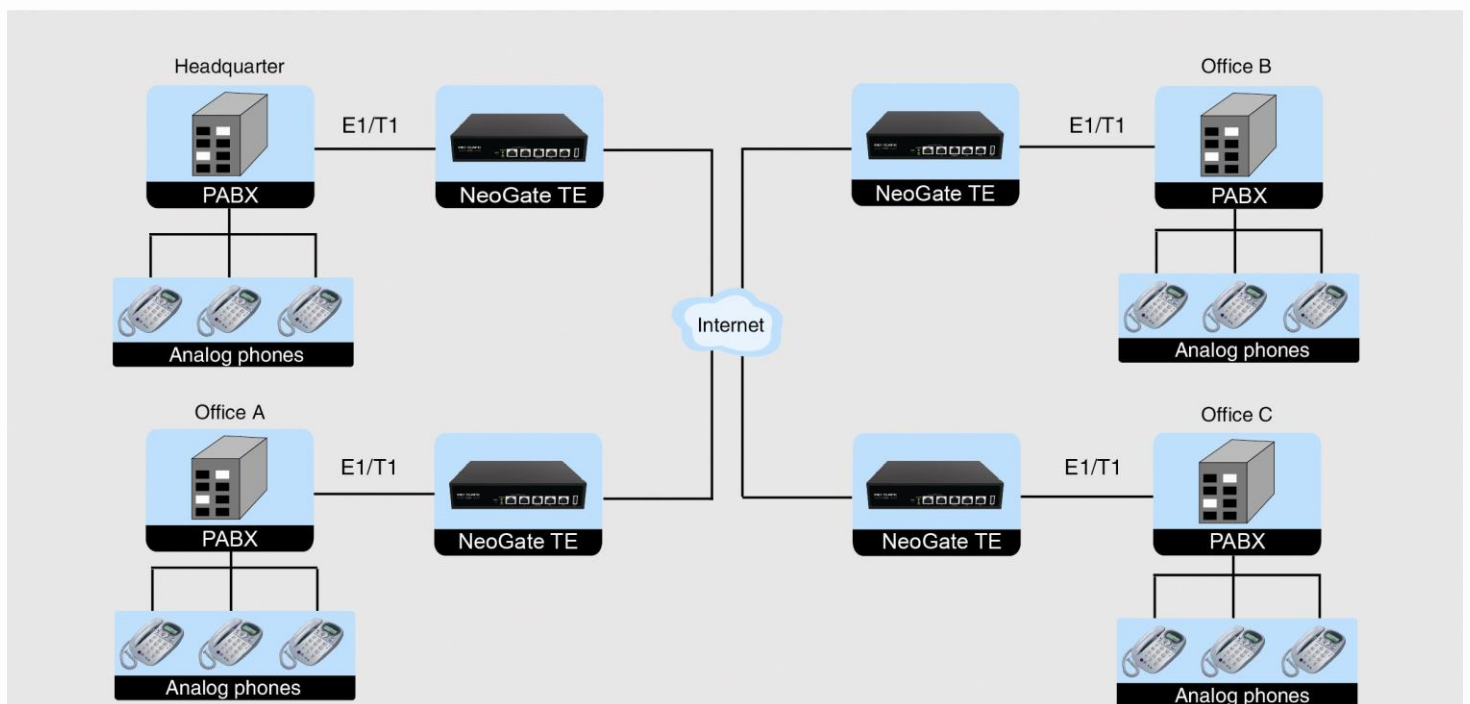 Headquarter
E1/T1
PABX
NeoGate TE
Analog phones
Office B
E1/T1
NeoGate TE
PABX
Analog phones
Internet
Office A
E1/T1
PABX
NeoGate TE
Analog phones
Office C
E1/T1
NeoGate TE
PABX
Analog phones